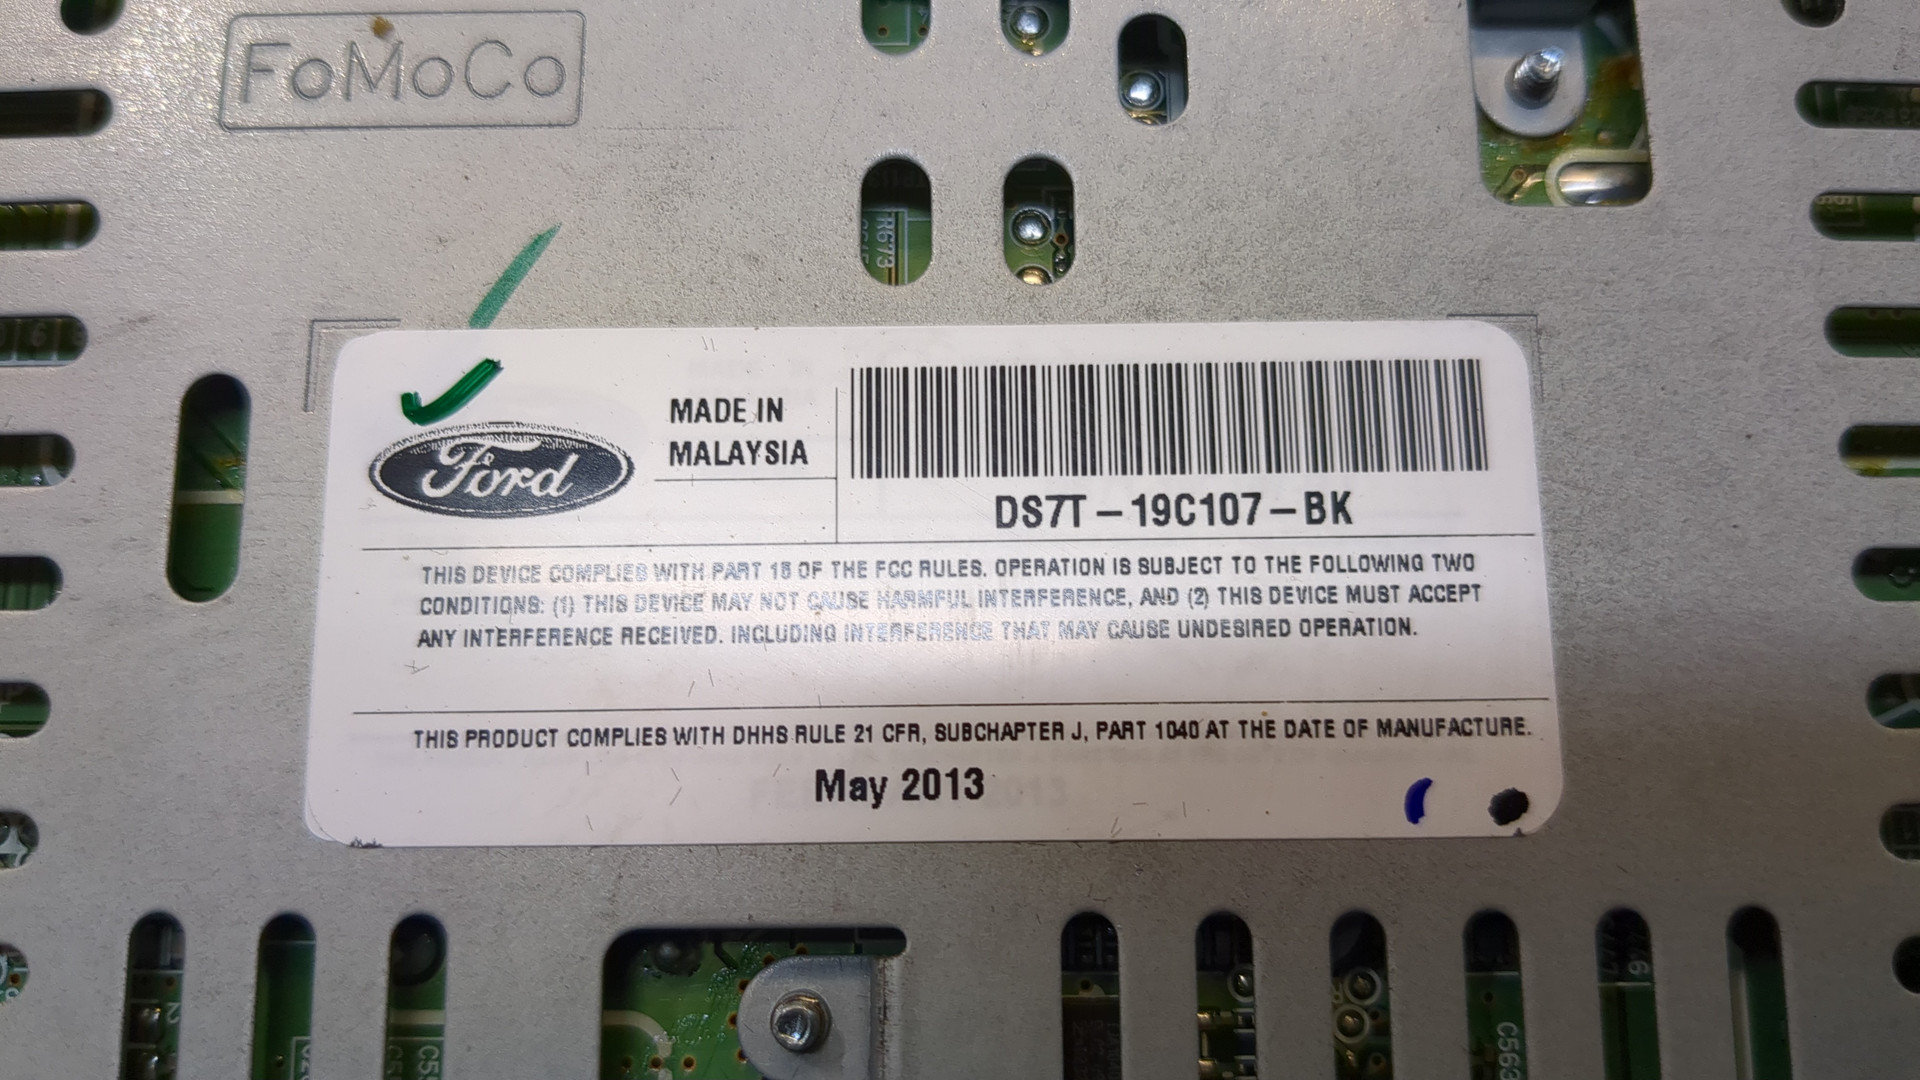 FoMoCo
R673
Ford
MADE IN
MALAYSIA
DS7T-19C107-BK
THIS DEVICE COMPLIES WITH PART 15 OF THE FCC RULES. OPERATION IS SUBJECT TO THE FOLLOWING TWO
CONDITIONS: (1) THIS DEVICE MAY NOT CAUSE HARMFUL INTERFERENCE, AND (2) THIS DEVICE MUST ACCEPT
ANY INTERFERENCE RECEIVED. INCLUDING INTERFERENCE THAT MAY CAUSE UNDESIRED OPERATION.
THIS PRODUCT COMPLIES WITH DHHS RULE 21 CFR, SUBCHAPTER J, PART 1040 AT THE DATE OF MANUFACTURE.
May 2013